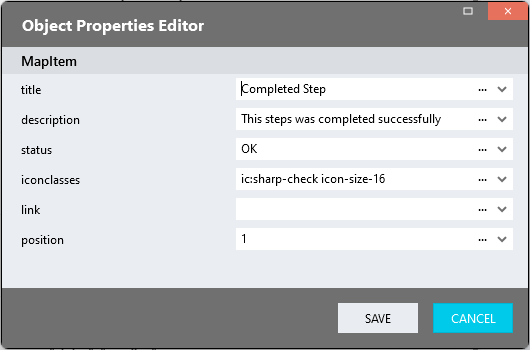 Object Properties Editor
MapItem
title Completed Step ...
description This steps was completed successfully ...
status OK ...
iconclasses ic:sharp-check icon-size-16 ...
link ...
position 1 ...
SAVE CANCEL